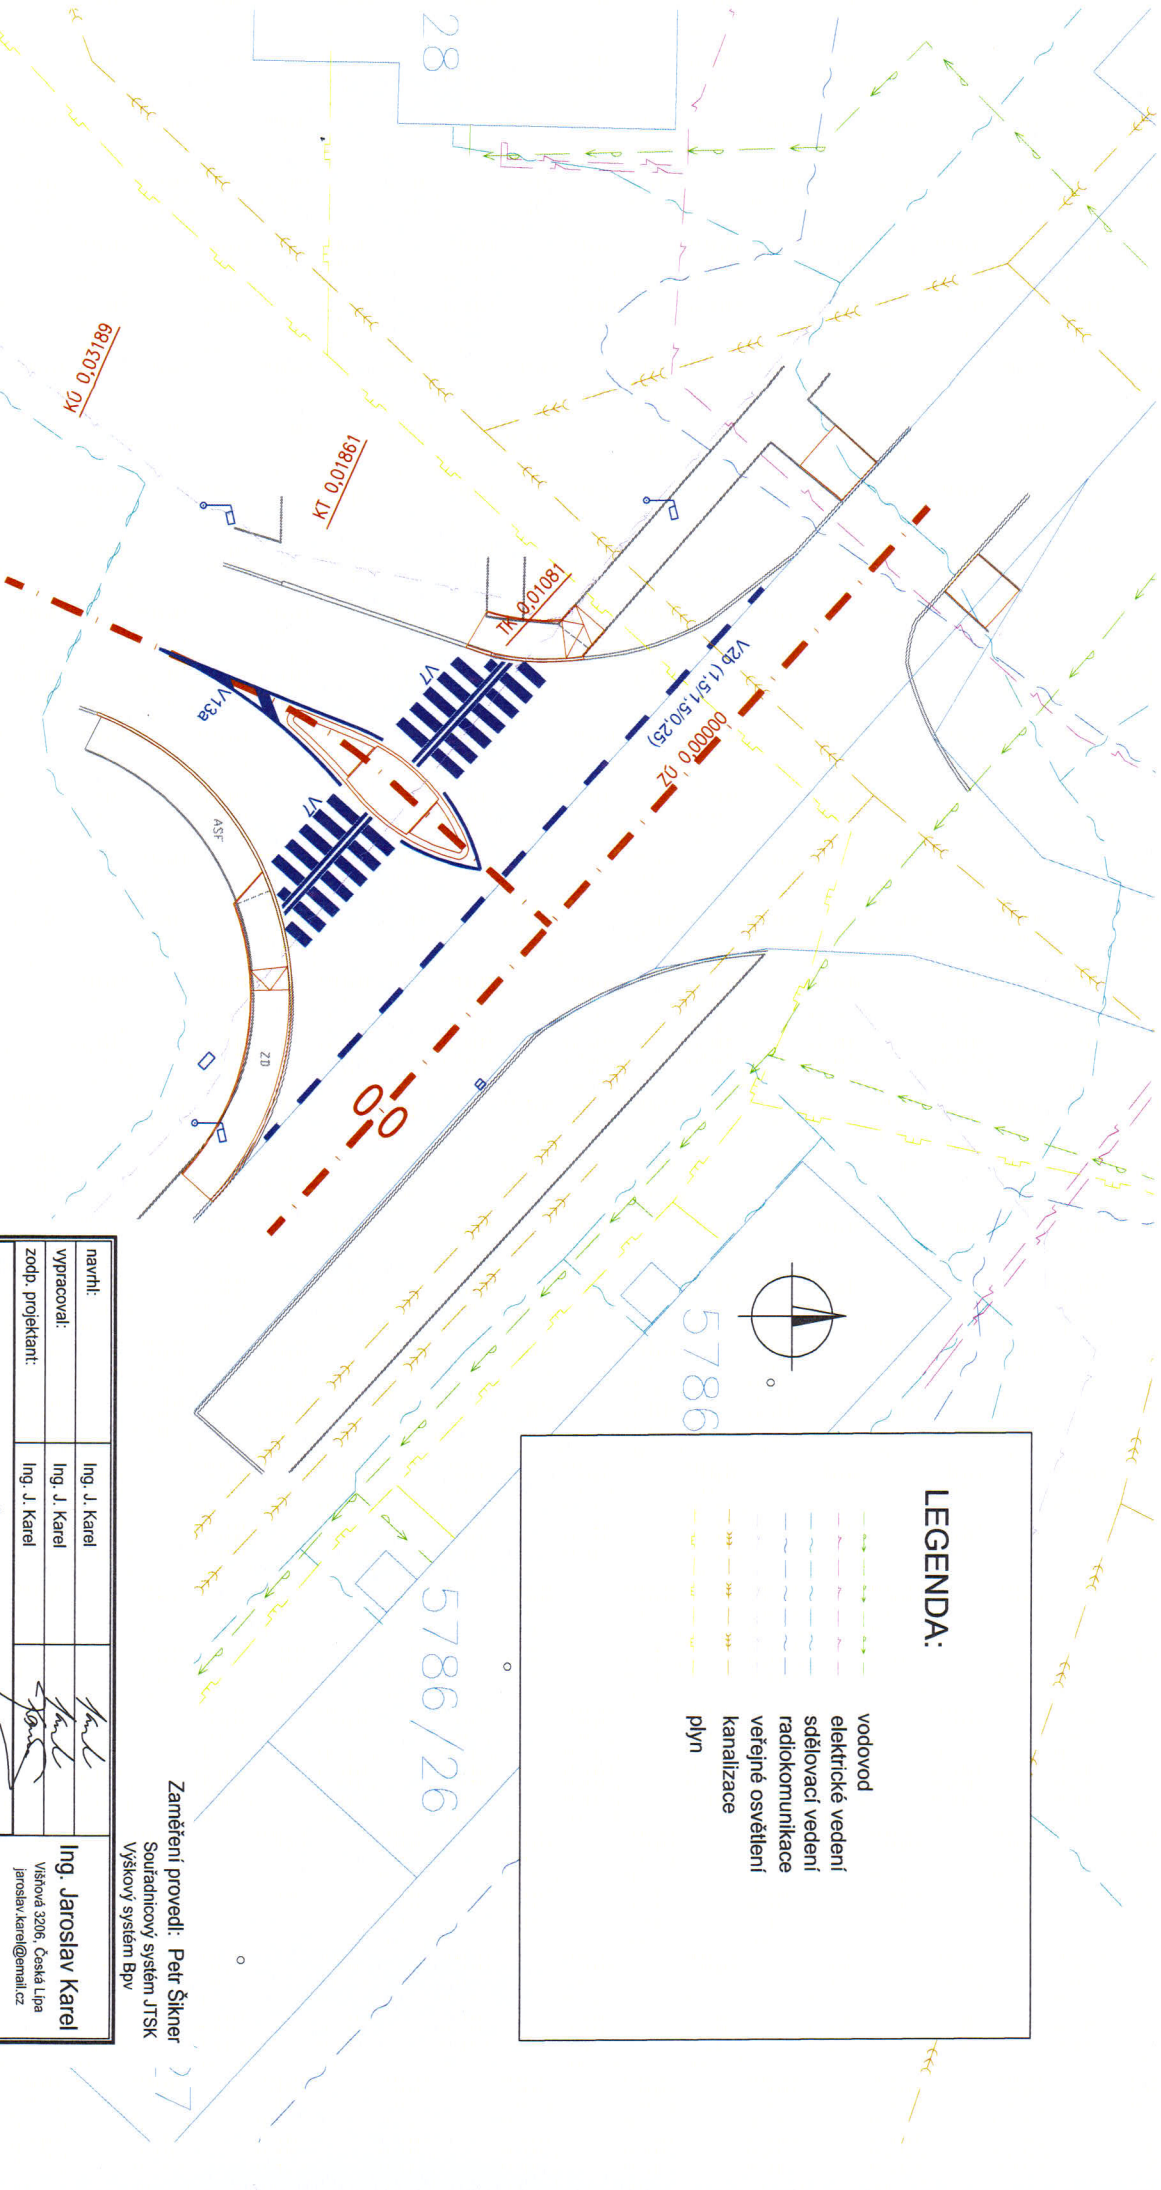 28
KÚ 0,03189
KT 0,01861
TK 0,01081
V2b (1,5/1,5/0,25)
ZÚ 0,00000
V7
V13a
V7
ASF
ZD
5786
5786/26
27
LEGENDA:
vodovod
elektrické vedení
sdělovací vedení
radiokomunikace
veřejné osvětlení
kanalizace
plyn
Zaměření provedl: Petr Šikner
Souřadnicový systém JTSK
Výškový systém Bpv
navrhl: Ing. J. Karel
vypracoval: Ing. J. Karel
zodp. projektant: Ing. J. Karel
Ing. Jaroslav Karel
Višňová 3206, Česká Lípa
jaroslav.karel@email.cz